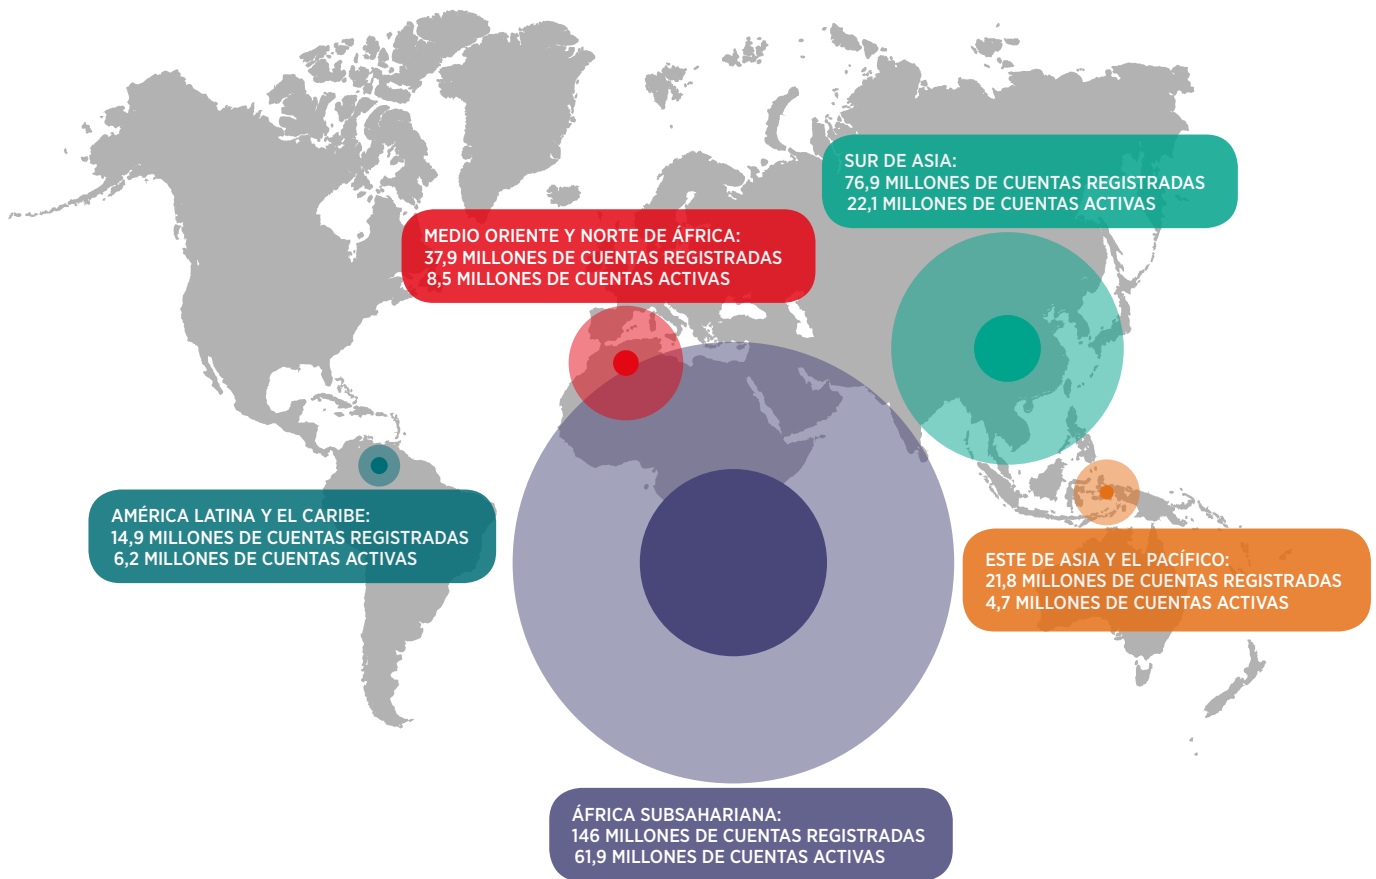 SUR DE ASIA:
76,9 MILLONES DE CUENTAS REGISTRADAS
22,1 MILLONES DE CUENTAS ACTIVAS
MEDIO ORIENTE Y NORTE DE ÁFRICA:
37,9 MILLONES DE CUENTAS REGISTRADAS
8,5 MILLONES DE CUENTAS ACTIVAS
AMÉRICA LATINA Y EL CARIBE:
14,9 MILLONES DE CUENTAS REGISTRADAS
6,2 MILLONES DE CUENTAS ACTIVAS
ESTE DE ASIA Y EL PACÍFICO:
21,8 MILLONES DE CUENTAS REGISTRADAS
4,7 MILLONES DE CUENTAS ACTIVAS
ÁFRICA SUBSAHARIANA:
146 MILLONES DE CUENTAS REGISTRADAS
61,9 MILLONES DE CUENTAS ACTIVAS